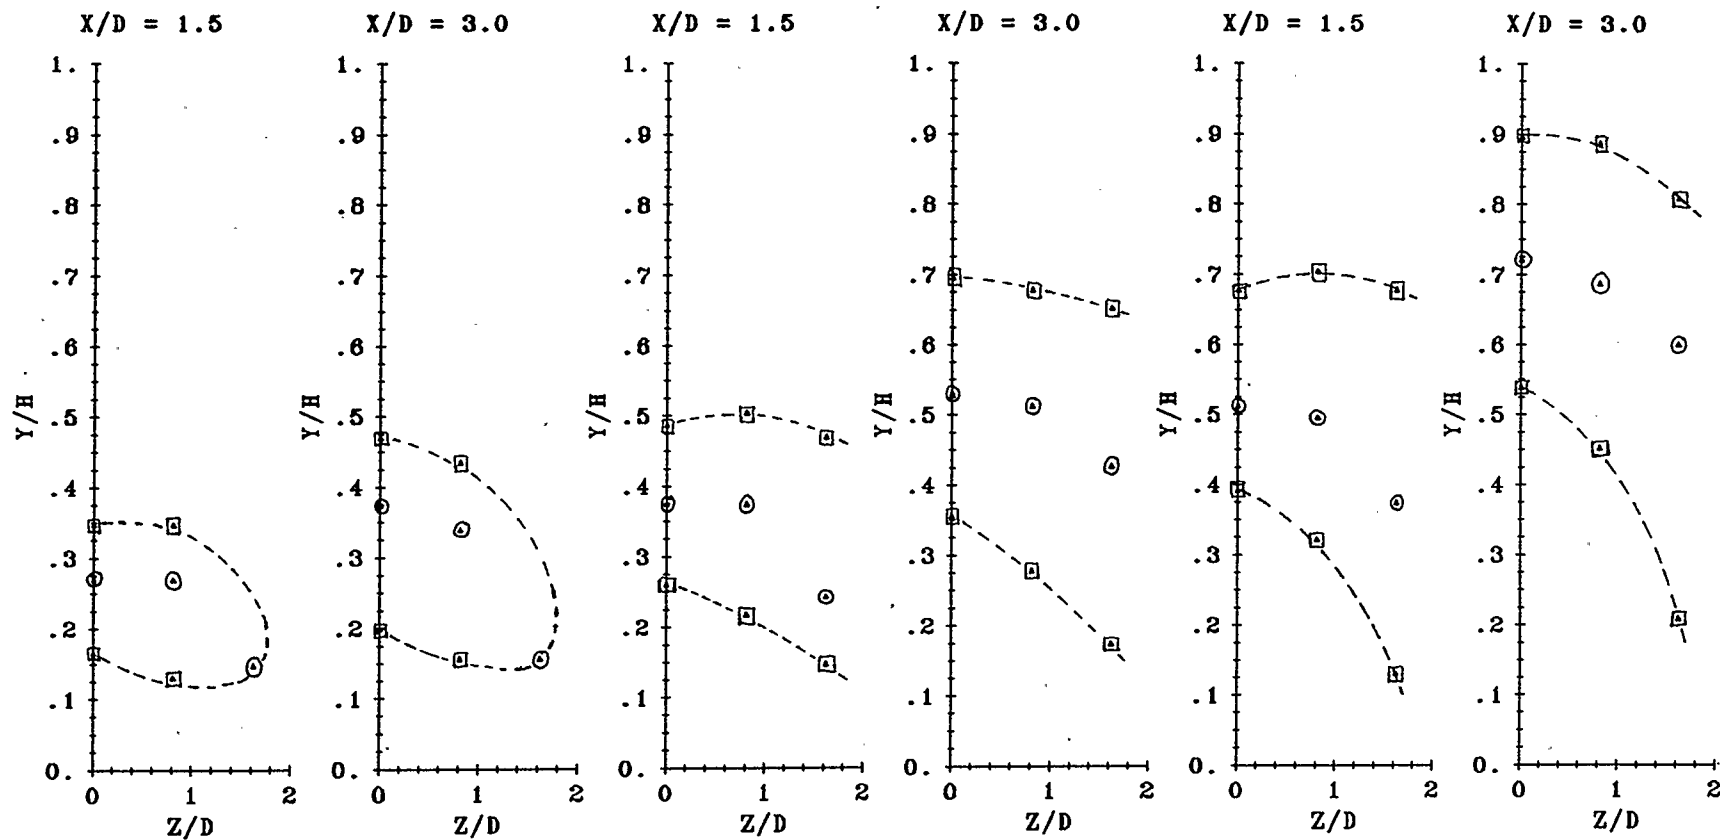 X/D = 1.5 X/D = 3.0 X/D = 1.5 X/D = 3.0 X/D = 1.5 X/D = 3.0
1. 1. 1. 1. 1. 1.
.9 .9 .9 .9 .9 .9
.8 .8 .8 .8 .8 .8
.7 .7 .7 .7 .7 .7
.6 .6 .6 .6 .6 .6
Y/H Y/H Y/H Y/H Y/H Y/H
.5 .5 .5 .5 .5 .5
.4 .4 .4 .4 .4 .4
.3 .3 .3 .3 .3 .3
.2 .2 .2 .2 .2 .2
.1 .1 .1 .1 .1 .1
0. 0. 0. 0. 0. 0.
0 1 2 0 1 2 0 1 2 0 1 2 0 1 2 0 1 2
Z/D Z/D Z/D Z/D Z/D Z/D